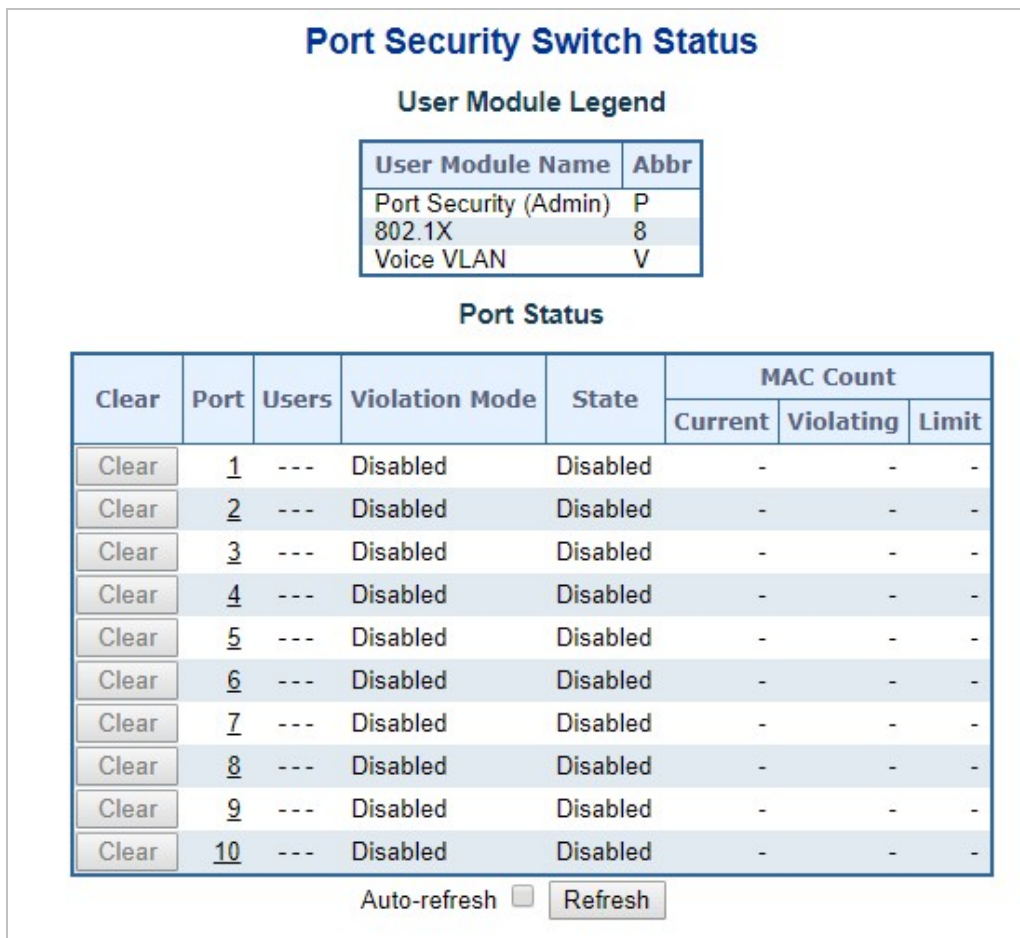 Port Security Switch Status
User Module Legend
User Module Name Abbr
Port Security (Admin) P
802.1X 8
Voice VLAN V
Port Status
Clear Port Users Violation Mode State MAC Count
Current Violating Limit
Clear 1 --- Disabled Disabled - - -
Clear 2 --- Disabled Disabled - - -
Clear 3 --- Disabled Disabled - - -
Clear 4 --- Disabled Disabled - - -
Clear 5 --- Disabled Disabled - - -
Clear 6 --- Disabled Disabled - - -
Clear 7 --- Disabled Disabled - - -
Clear 8 --- Disabled Disabled - - -
Clear 9 --- Disabled Disabled - - -
Clear 10 --- Disabled Disabled - - -
Auto-refresh Refresh